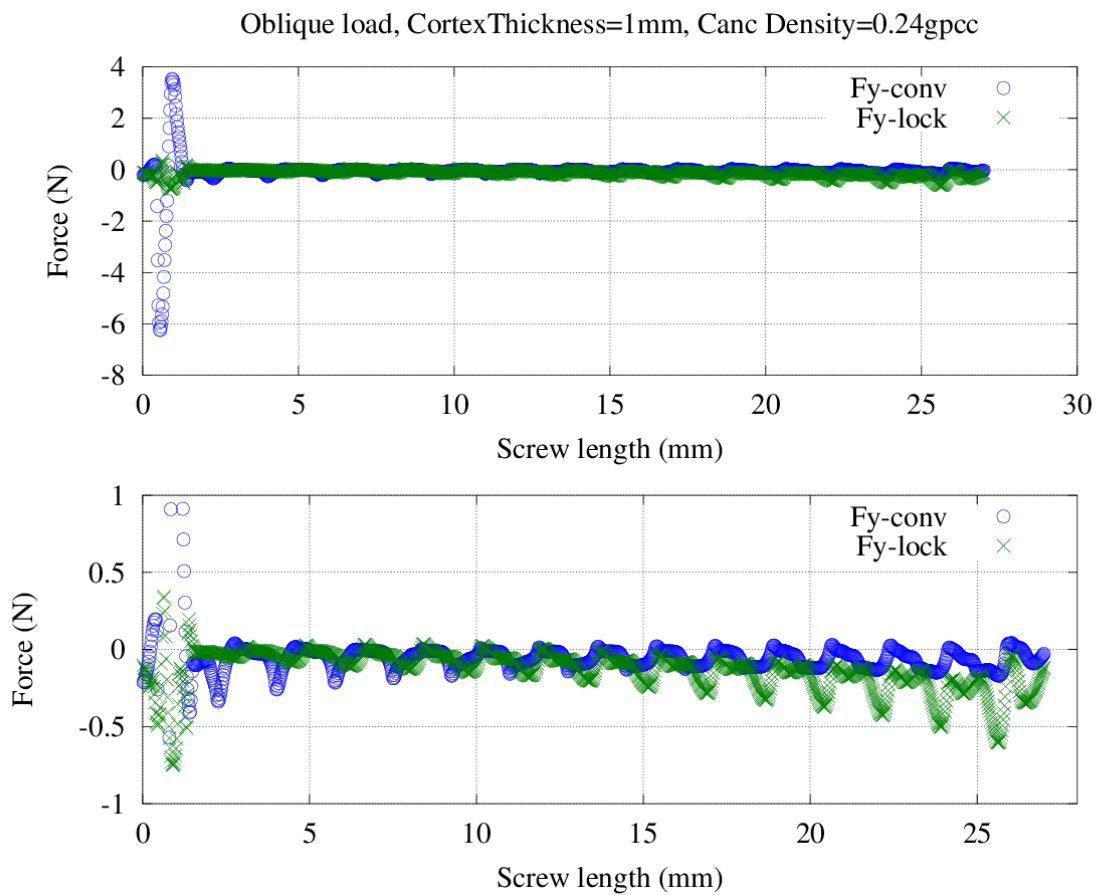 Oblique load, CortexThickness=1mm, Canc Density=0.24gpcc
4
2
0
-2
-4
-6
-8
Force (N)
Fy-conv
Fy-lock
0 5 10 15 20 25 30
Screw length (mm)
1
0.5
0
-0.5
-1
Force (N)
Fy-conv
Fy-lock
0 5 10 15 20 25
Screw length (mm)